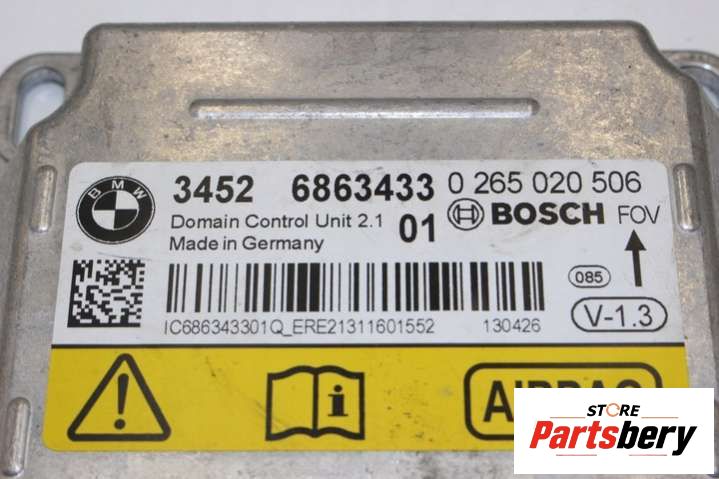 BMW
3452 6863433 0 265 020 506
Domain Control Unit 2.1 01 BOSCH FOV
Made in Germany
085
IC686343301Q_ERE21311601552 130426
V-1.3
STORE
Partsbery